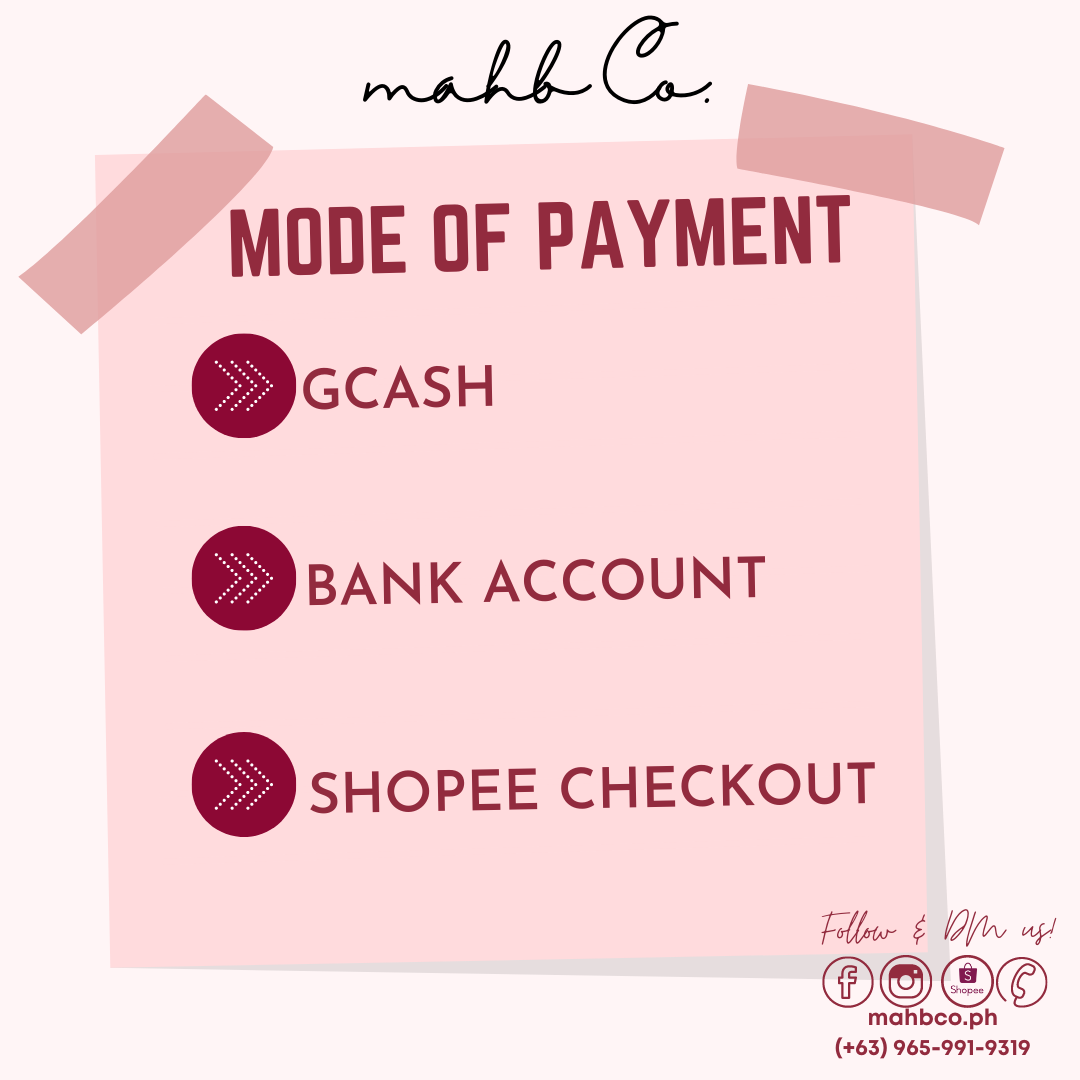 mahb Co.
MODE OF PAYMENT
GCASH
BANK ACCOUNT
SHOPEE CHECKOUT
Follow & DM us!
Shopee
mahbco.ph
(+63) 965-991-9319